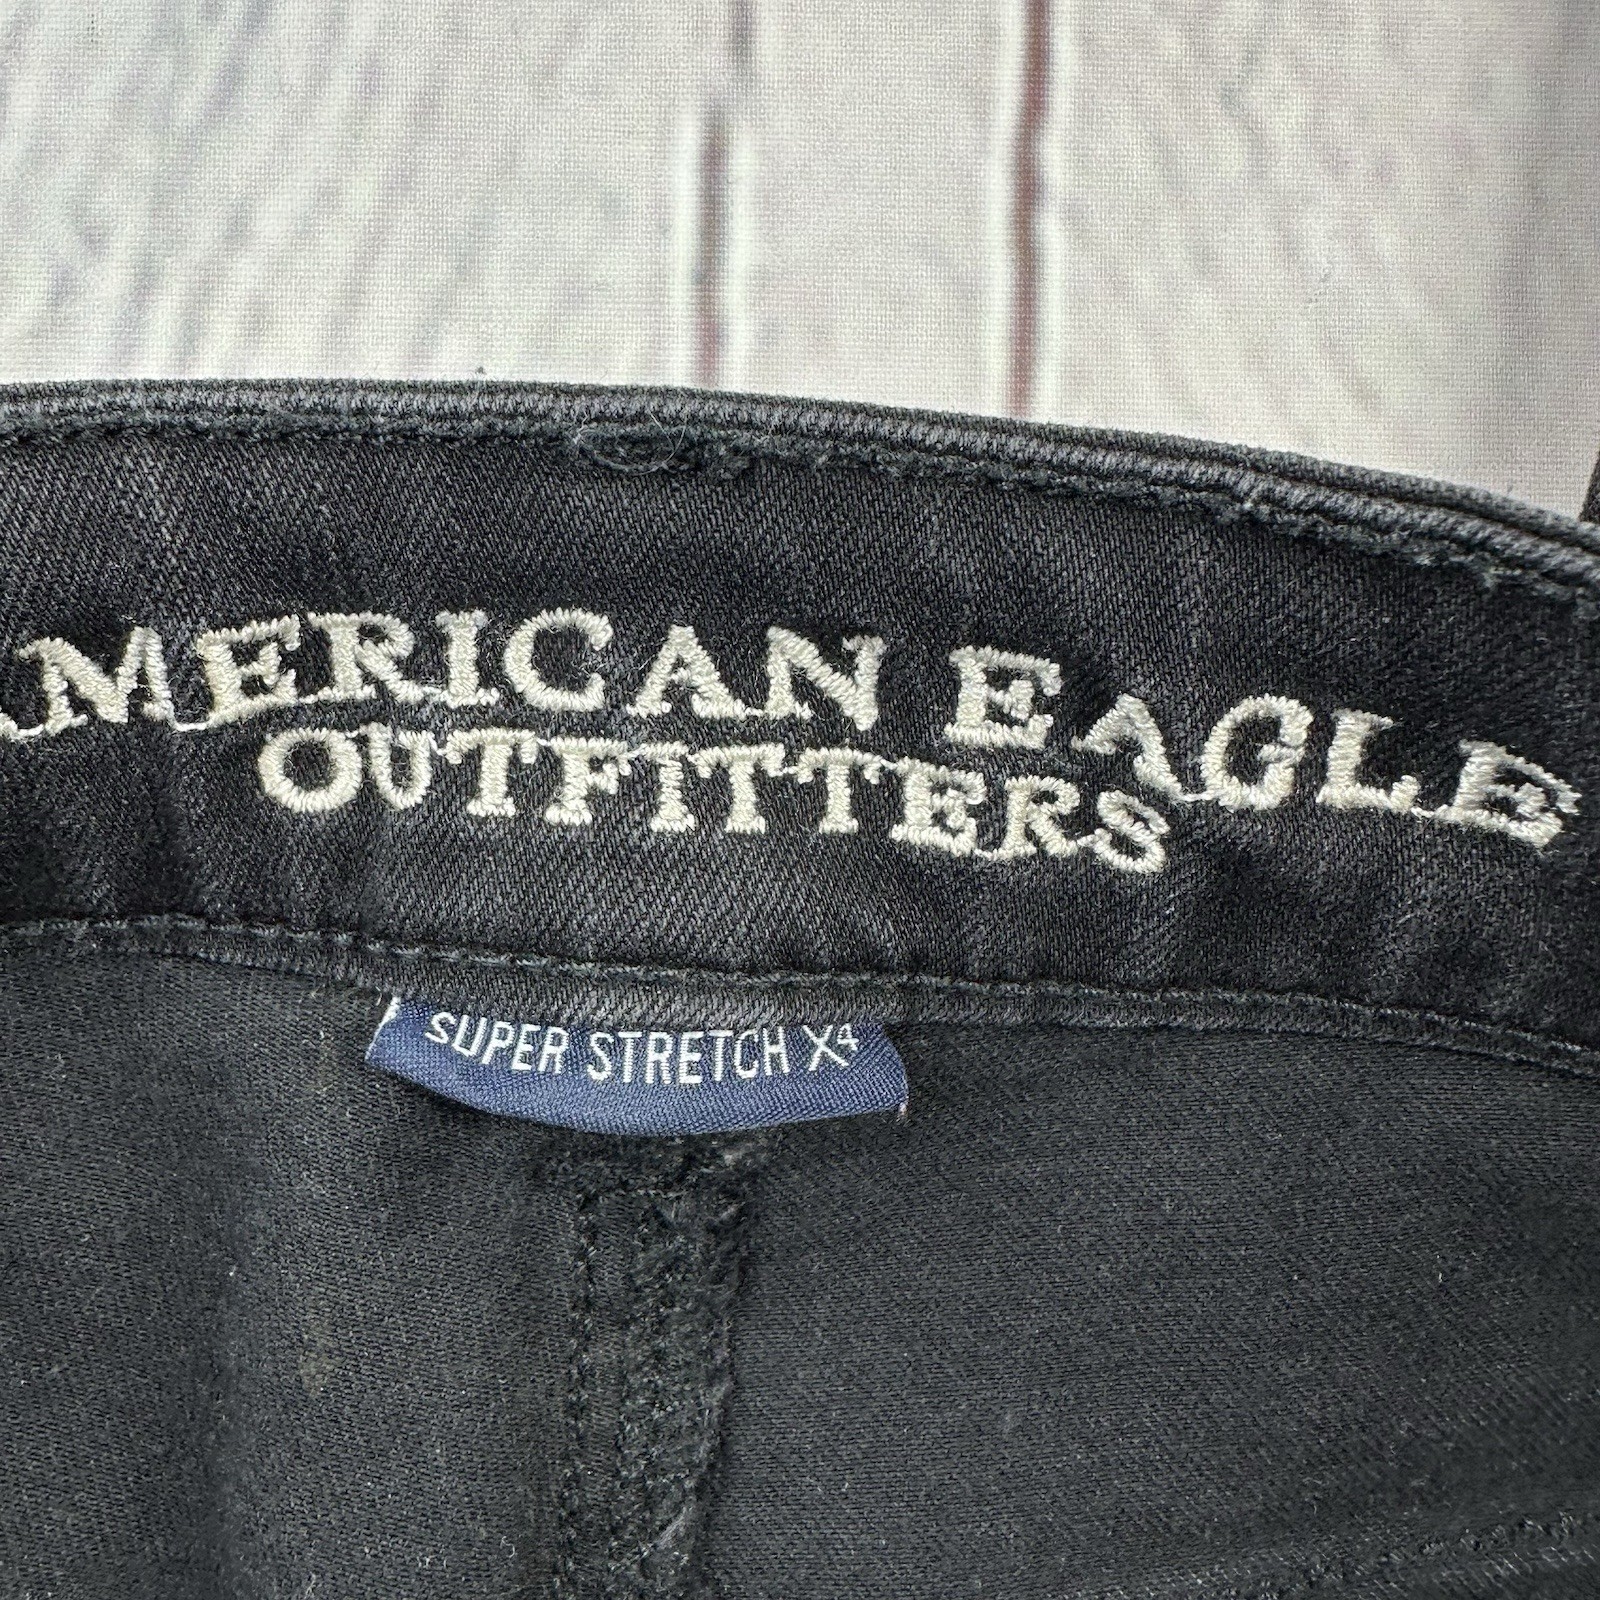 AMERICAN EAGLE
OUTFITTERS
SUPER STRETCH X⁴